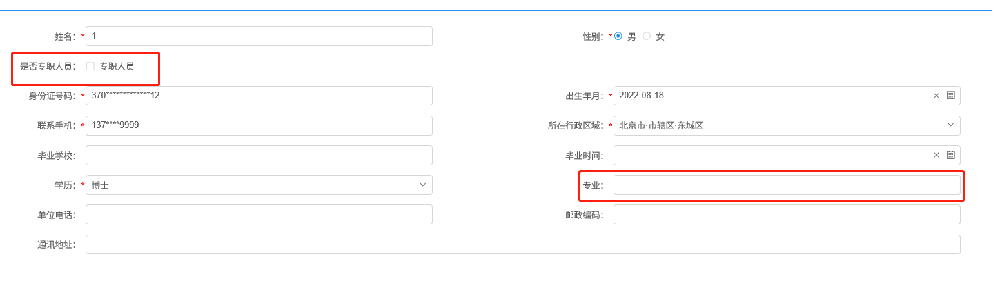 姓名：* 1 性别：* 男 女
是否专职人员： 专职人员
身份证号码：* 370*************12 出生年月：* 2022-08-18
联系手机：* 137****9999 所在行政区域：* 北京市·市辖区·东城区
毕业学校： 毕业时间：
学历：* 博士 专业：
单位电话： 邮政编码：
通讯地址：